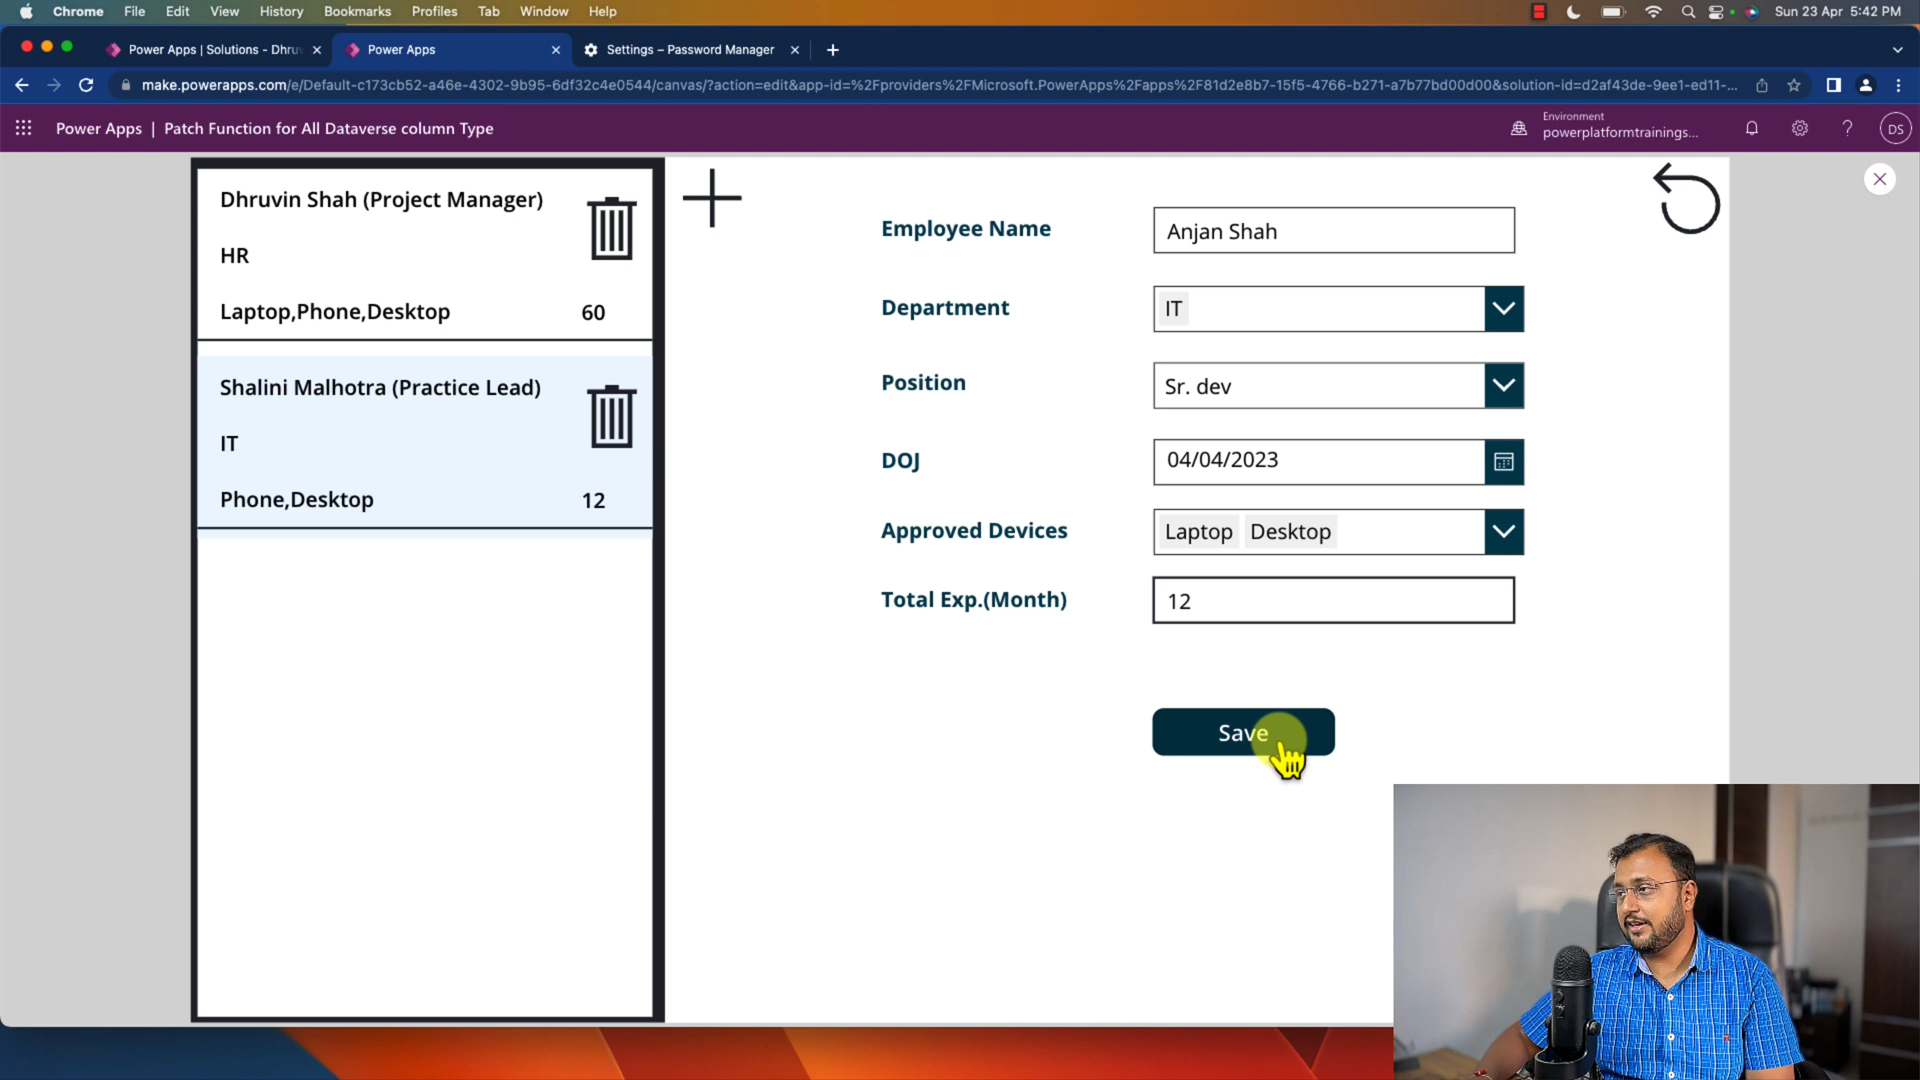 Chrome File Edit View History Bookmarks Profiles Tab Window Help Sun 23 Apr 5:42 PM
Power Apps | Solutions - Dhru Power Apps Settings – Password Manager
make.powerapps.com/e/Default-c173cb52-a46e-4302-9b95-6df32c4e0544/canvas/?action=edit&app-id=%2Fproviders%2FMicrosoft.PowerApps%2Fapps%2F81d2e8b7-15f5-4766-b271-a7b77bd00d00&solution-id=d2af43de-9ee1-ed11-...
Power Apps | Patch Function for All Dataverse column Type
Environment
powerplatformtrainings...
DS
Dhruvin Shah (Project Manager)
HR
Laptop,Phone,Desktop 60
Shalini Malhotra (Practice Lead)
IT
Phone,Desktop 12
Employee Name Anjan Shah
Department IT
Position Sr. dev
DOJ 04/04/2023
Approved Devices Laptop Desktop
Total Exp.(Month) 12
Save